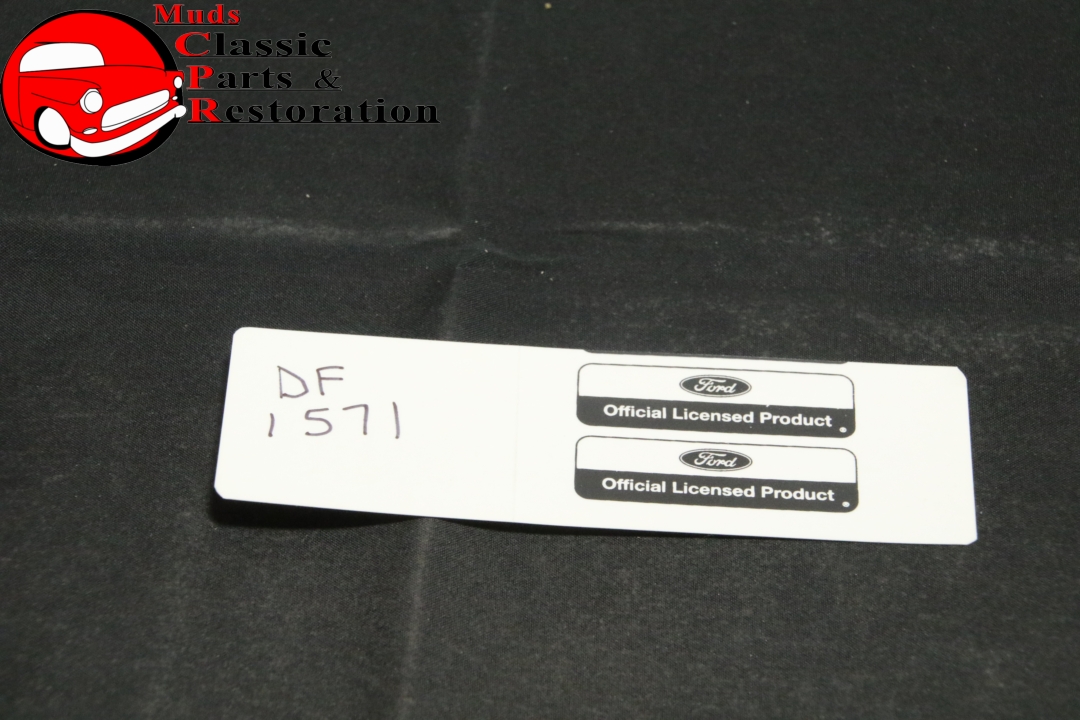 Muds
Classic
Parts &
Restoration
DF
1571
Ford
Official Licensed Product
Ford
Official Licensed Product